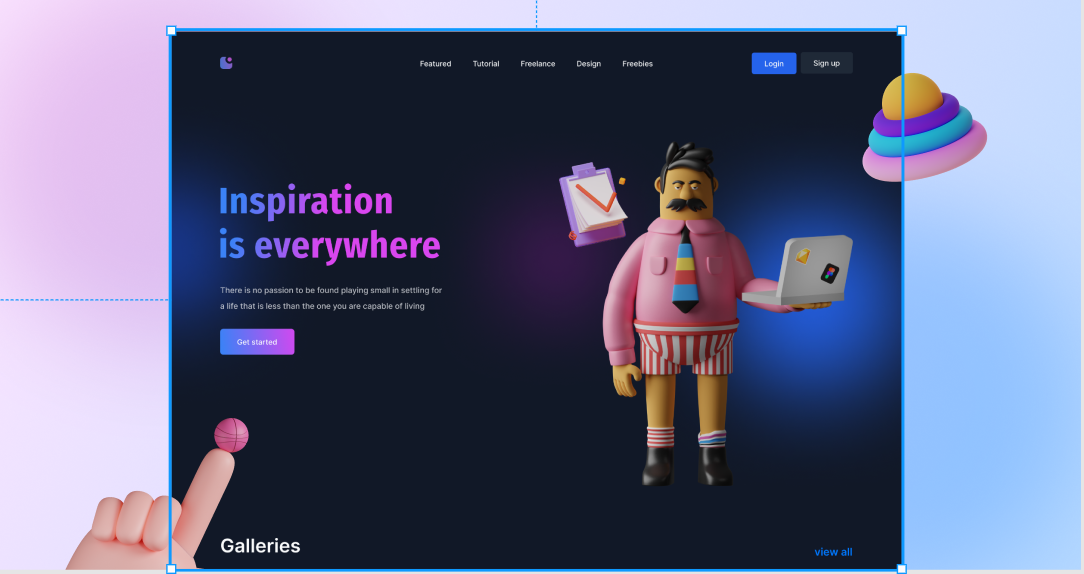 Featured Tutorial Freelance Design Freebies Login Sign up
Inspiration
is everywhere
There is no passion to be found playing small in settling for
a life that is less than the one you are capable of living
Get started
Galleries
view all